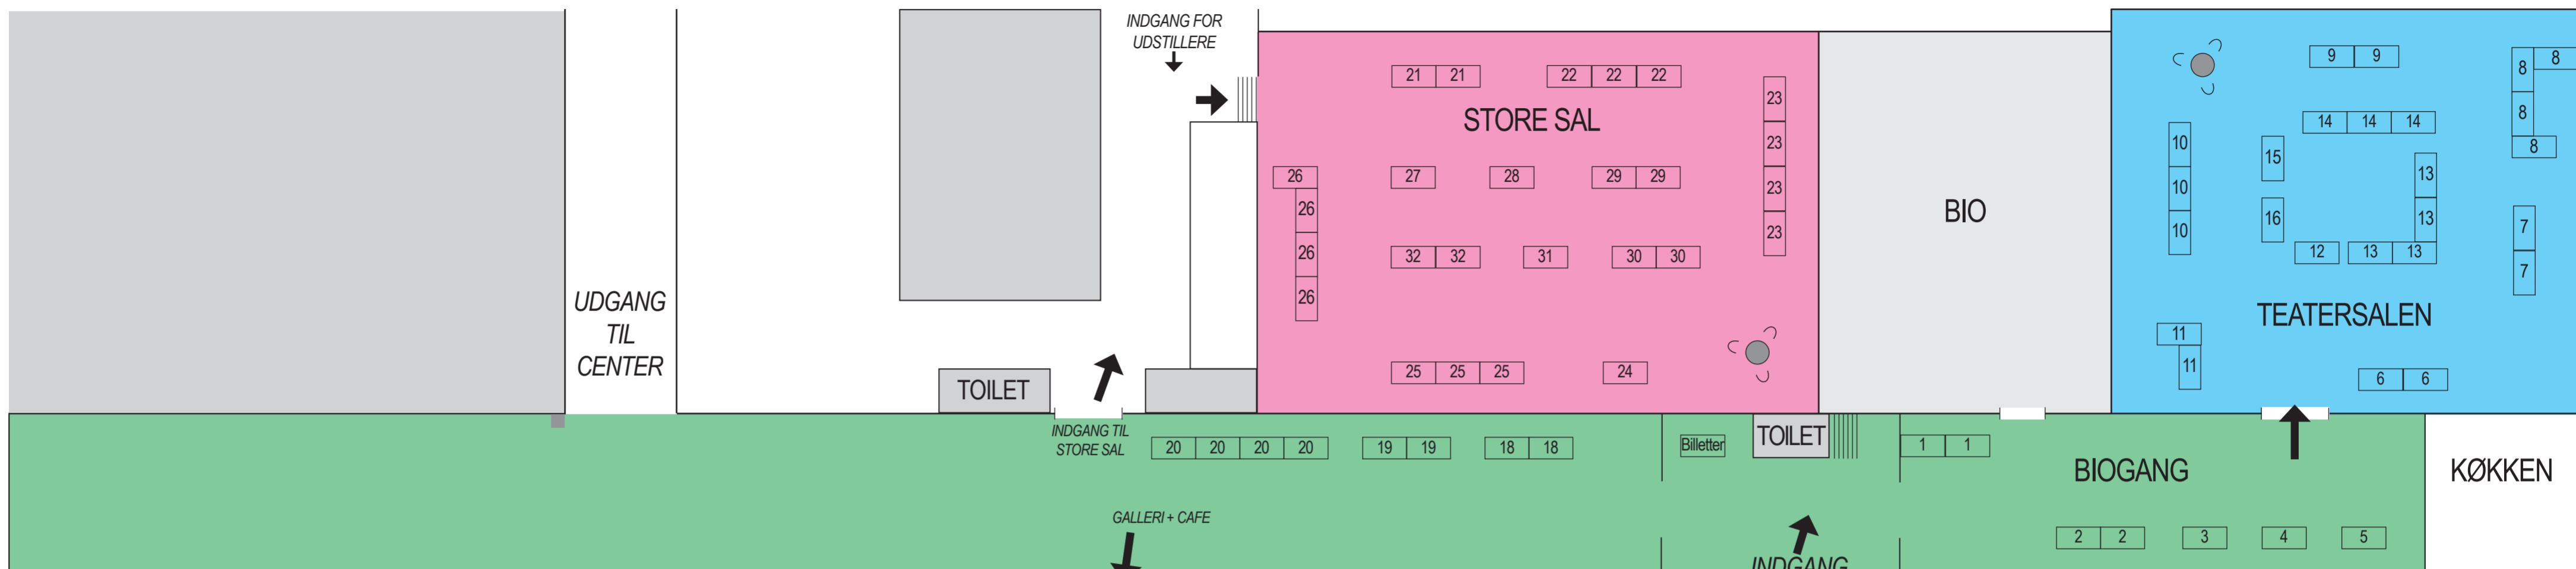 INDGANG FOR
UDSTILLERE
21 21 22 22 22
STORE SAL
23
23
23
23
26 27 28 29 29
26
26
26
32 32 31 30 30
25 25 25 24
BIO
9 9
8 8
8
8
14 14 14
10
10
10
15
16
13
13
12 13 13
7
7
TEATERSALEN
11
11
6 6
UDGANG
TIL
CENTER
TOILET
INDGANG TIL
STORE SAL
20 20 20 20 19 19 18 18
Billetter
TOILET
1 1
BIOGANG
KØKKEN
GALLERI + CAFE
2 2 3 4 5
INDGANG